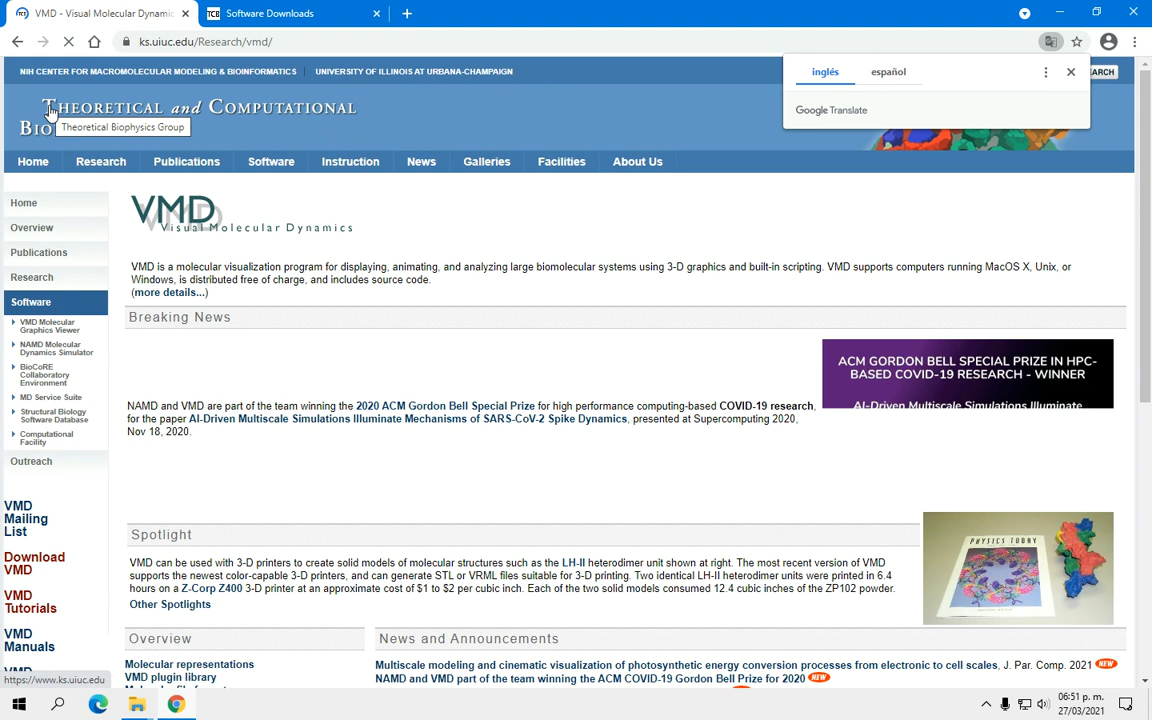 VMD - Visual Molecular Dynamic
TCB Software Downloads
ks.uiuc.edu/Research/vmd/
NIH CENTER FOR MACROMOLECULAR MODELING & BIOINFORMATICS UNIVERSITY OF ILLINOIS AT URBANA-CHAMPAIGN
inglés español
Google Translate
THEORETICAL and COMPUTATIONAL
BIO
Theoretical Biophysics Group
Home Research Publications Software Instruction News Galleries Facilities About Us
Home
Overview
Publications
Research
Software
VMD Molecular
Graphics Viewer
NAMD Molecular
Dynamics Simulator
BioCoRE
Collaboratory
Environment
MD Service Suite
Structural Biology
Software Database
Computational
Facility
Outreach
VMD
Mailing
List
Download
VMD
VMD
Tutorials
VMD
Manuals
https://www.ks.uiuc.edu
VMD
Visual Molecular Dynamics
VMD is a molecular visualization program for displaying, animating, and analyzing large biomolecular systems using 3-D graphics and built-in scripting. VMD supports computers running MacOS X, Unix, or
Windows, is distributed free of charge, and includes source code.
(more details...)
Breaking News
ACM GORDON BELL SPECIAL PRIZE IN HPC-
BASED COVID-19 RESEARCH - WINNER
AI-Driven Multiscale Simulations Illuminate
NAMD and VMD are part of the team winning the 2020 ACM Gordon Bell Special Prize for high performance computing-based COVID-19 research,
for the paper AI-Driven Multiscale Simulations Illuminate Mechanisms of SARS-CoV-2 Spike Dynamics, presented at Supercomputing 2020,
Nov 18, 2020.
Spotlight
VMD can be used with 3-D printers to create solid models of molecular structures such as the LH-II heterodimer unit shown at right. The most recent version of VMD
supports the newest color-capable 3-D printers, and can generate STL or VRML files suitable for 3-D printing. Two identical LH-II heterodimer units were printed in 6.4
hours on a Z-Corp Z400 3-D printer at an approximate cost of $1 to $2 per cubic inch. Each of the two solid models consumed 12.4 cubic inches of the ZP102 powder.
Other Spotlights
PHYSICS TODAY
Overview
Molecular representations
VMD plugin library
News and Announcements
Multiscale modeling and cinematic visualization of photosynthetic energy conversion processes from electronic to cell scales, J. Par. Comp. 2021 NEW
NAMD and VMD part of the team winning the ACM COVID-19 Gordon Bell Prize for 2020 NEW
06:51 p. m.
27/03/2021